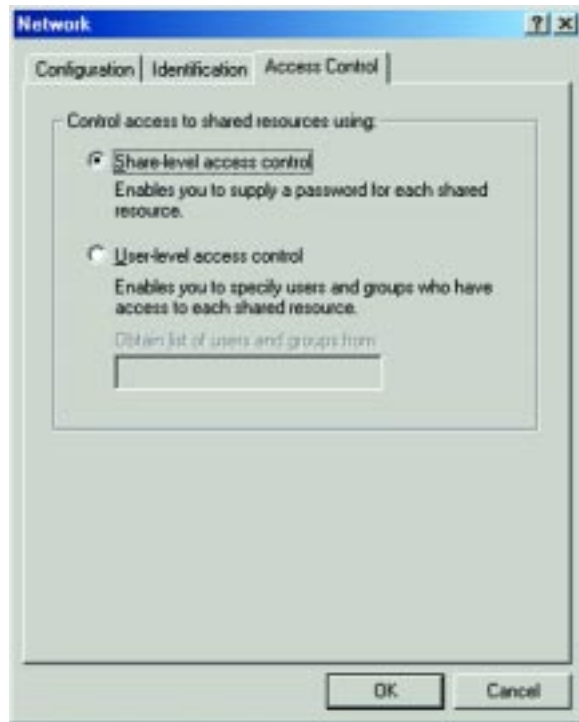 Network
Configuration Identification Access Control
Control access to shared resources using:
Share-level access control
Enables you to supply a password for each shared
resource.
User-level access control
Enables you to specify users and groups who have
access to each shared resource.
Obtain list of users and groups from:
OK
Cancel